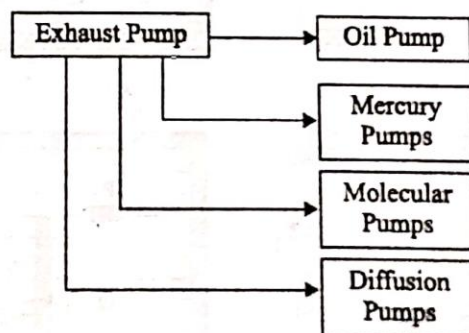 Exhaust Pump
Oil Pump
Mercury
Pumps
Molecular
Pumps
Diffusion
Pumps